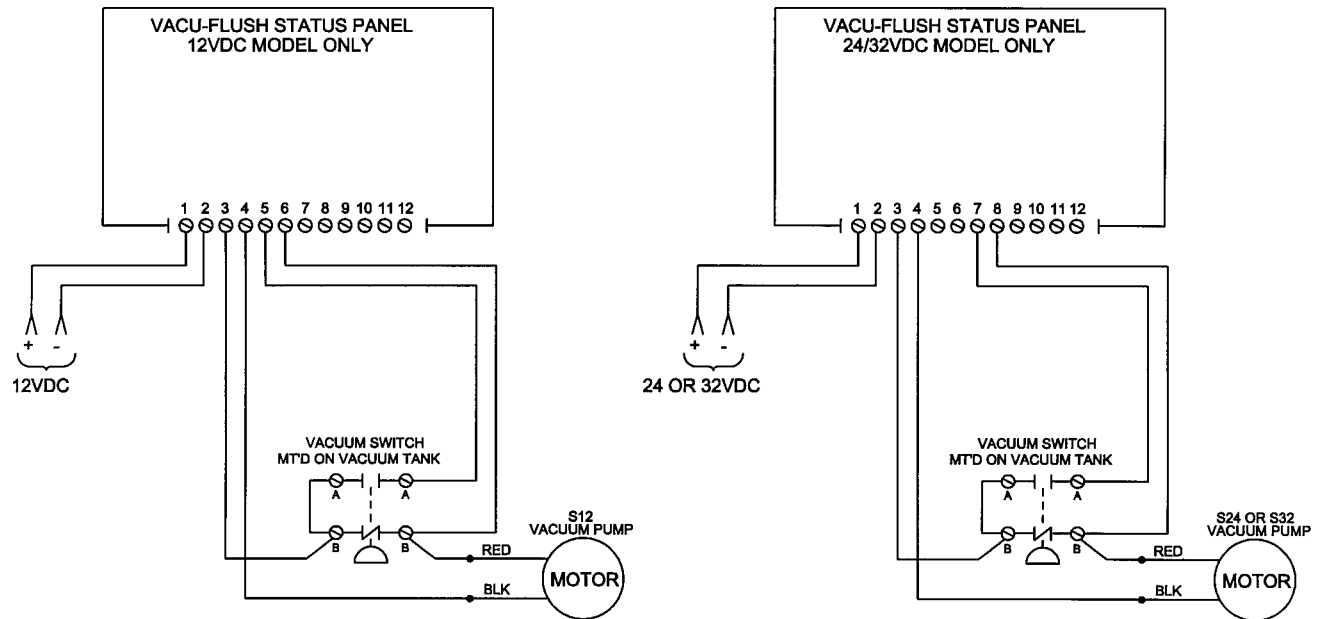 VACU-FLUSH STATUS PANEL
12VDC MODEL ONLY
1 2 3 4 5 6 7 8 9 10 11 12
+ -
12VDC
VACUUM SWITCH
MT'D ON VACUUM TANK
A A
B B
S12
VACUUM PUMP
RED
BLK
MOTOR
VACU-FLUSH STATUS PANEL
24/32VDC MODEL ONLY
1 2 3 4 5 6 7 8 9 10 11 12
+ -
24 OR 32VDC
VACUUM SWITCH
MT'D ON VACUUM TANK
A A
B B
S24 OR S32
VACUUM PUMP
RED
BLK
MOTOR